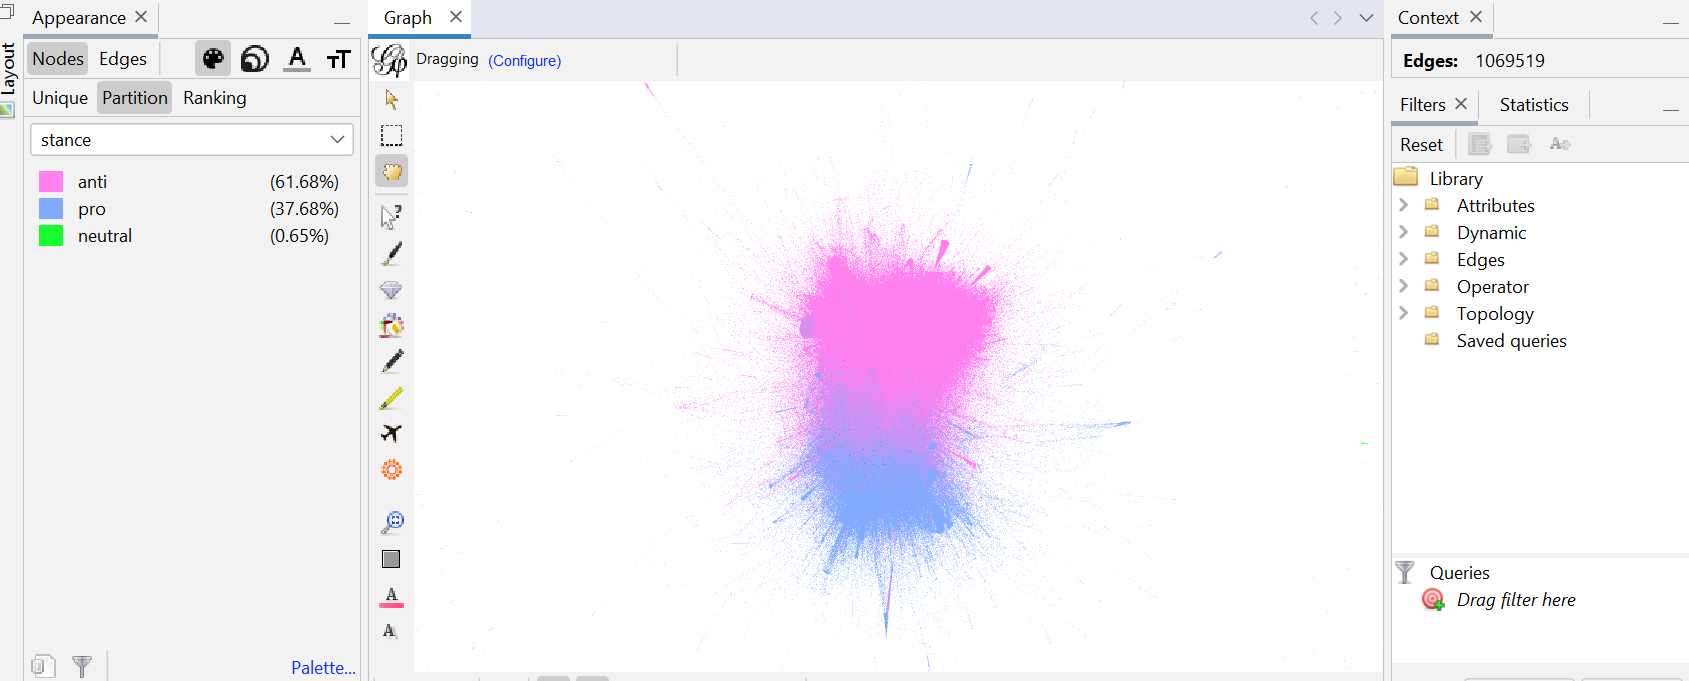 Layout
Appearance
Nodes Edges
Unique Partition Ranking
stance
anti (61.68%)
pro (37.68%)
neutral (0.65%)
Palette...
Graph
Dragging (Configure)
Context
Edges: 1069519
Filters Statistics
Reset
Library
Attributes
Dynamic
Edges
Operator
Topology
Saved queries
Queries
Drag filter here